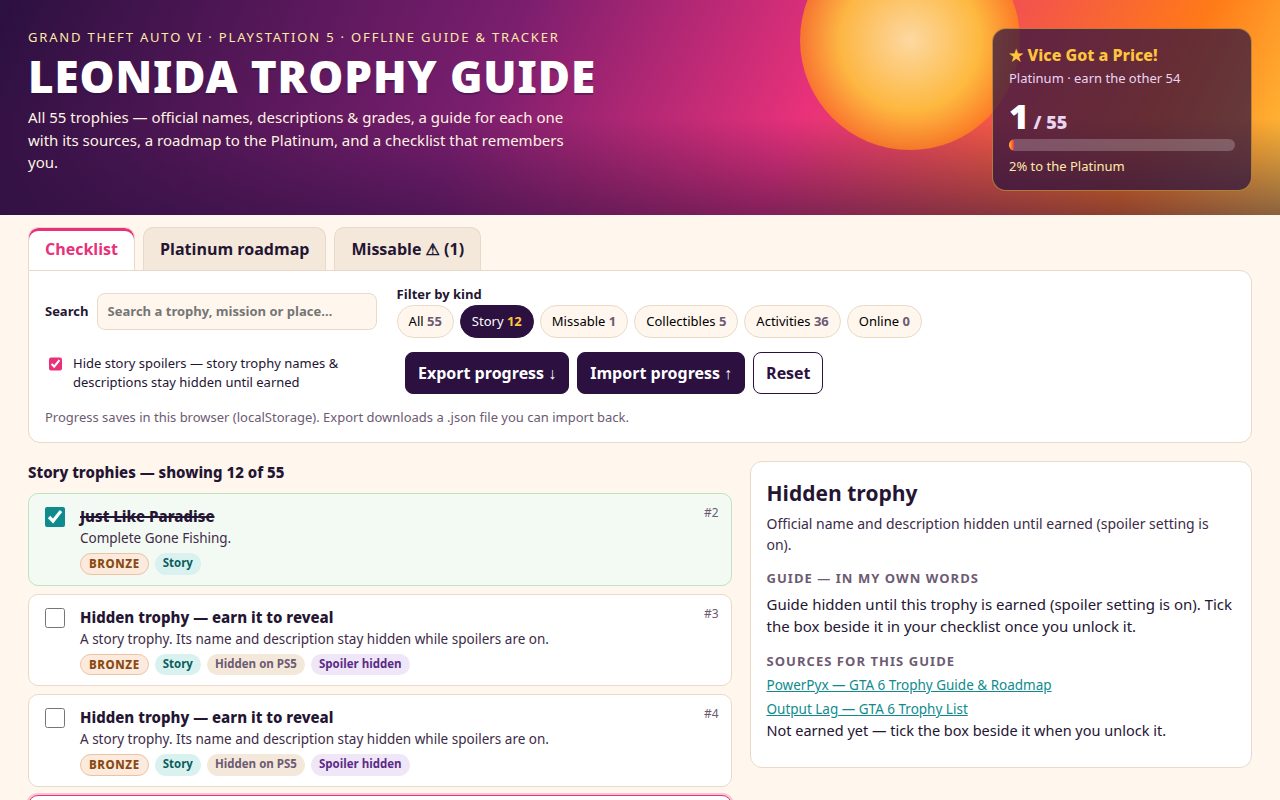 GRAND THEFT AUTO VI · PLAYSTATION 5 · OFFLINE GUIDE & TRACKER
LEONIDA TROPHY GUIDE
All 55 trophies — official names, descriptions & grades, a guide for each one
with its sources, a roadmap to the Platinum, and a checklist that remembers
you.
★ Vice Got a Price!
Platinum · earn the other 54
1 / 55
2% to the Platinum
Checklist
Platinum roadmap
Missable ⚠ (1)
Search
Search a trophy, mission or place...
Filter by kind
All 55
Story 12
Missable 1
Collectibles 5
Activities 36
Online 0
Hide story spoilers — story trophy names &
descriptions stay hidden until earned
Export progress ↓
Import progress ↑
Reset
Progress saves in this browser (localStorage). Export downloads a .json file you can import back.
Story trophies — showing 12 of 55
Just Like Paradise
#2
Complete Gone Fishing.
BRONZE
Story
Hidden trophy — earn it to reveal
#3
A story trophy. Its name and description stay hidden while spoilers are on.
BRONZE
Story
Hidden on PS5
Spoiler hidden
Hidden trophy — earn it to reveal
#4
A story trophy. Its name and description stay hidden while spoilers are on.
BRONZE
Story
Hidden on PS5
Spoiler hidden
Hidden trophy
Official name and description hidden until earned (spoiler setting is
on).
GUIDE — IN MY OWN WORDS
Guide hidden until this trophy is earned (spoiler setting is on). Tick
the box beside it in your checklist once you unlock it.
SOURCES FOR THIS GUIDE
PowerPyx — GTA 6 Trophy Guide & Roadmap
Output Lag — GTA 6 Trophy List
Not earned yet — tick the box beside it when you unlock it.